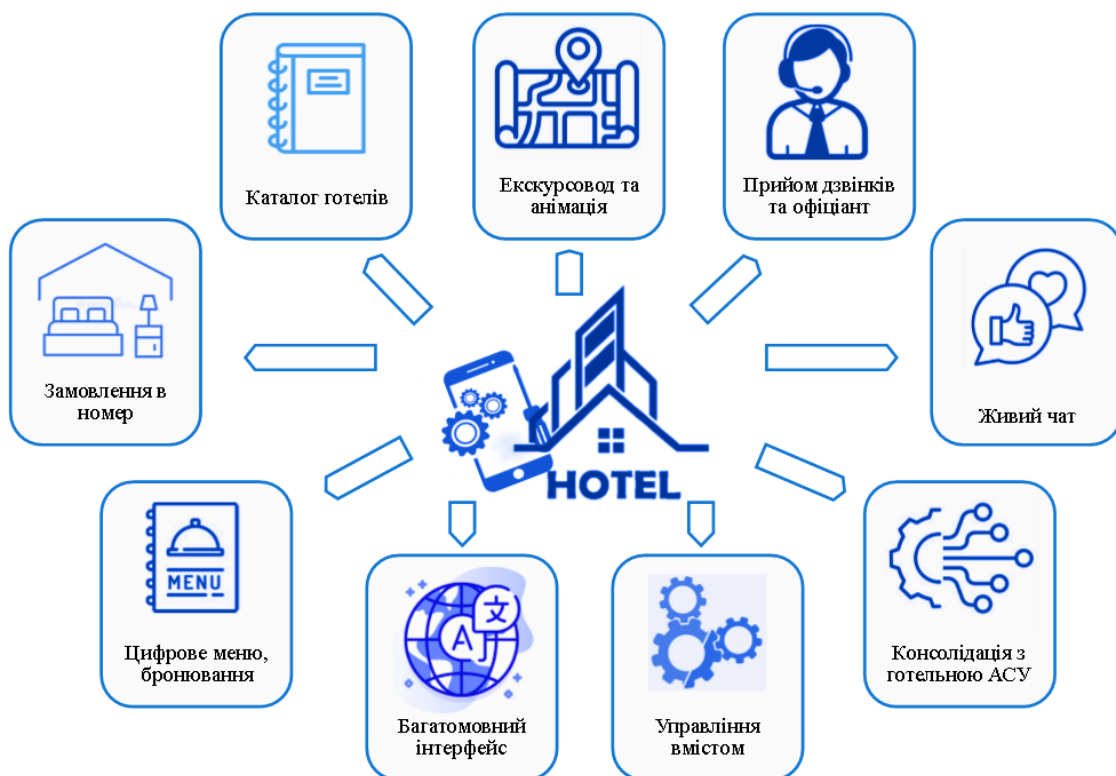 Каталог готелів
Екскурсовод та
анімація
Прийом дзвінків
та офіціант
Замовлення в
номер
Живий чат
HOTEL
MENU
Цифрове меню,
бронювання
A
文
Багатомовний
інтерфейс
Управління
вмістом
Консолідація з
готельною АСУ